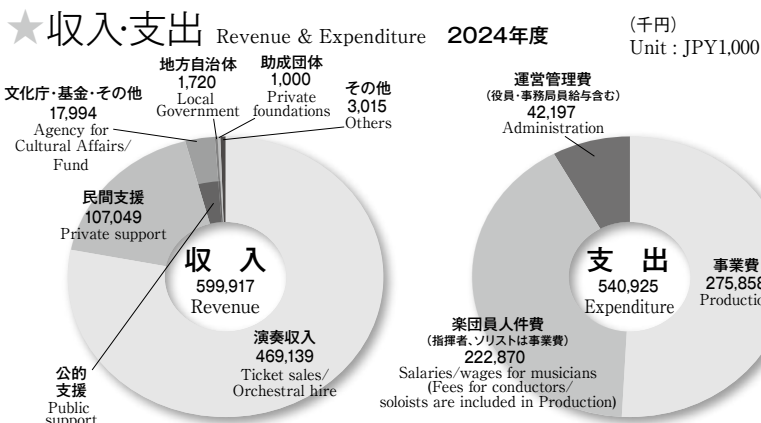 ★収入・支出 Revenue & Expenditure 2024年度
(千円)
Unit : JPY1,000
文化庁・基金・その他
17,994
Agency for
Cultural Affairs/
Fund
地方自治体
1,720
Local
Government
助成団体
1,000
Private
foundations
その他
3,015
Others
民間支援
107,049
Private support
収 入
599,917
Revenue
演奏収入
469,139
Ticket sales/
Orchestral hire
公的
支援
Public
support
運営管理費
(役員・事務局員給与含む)
42,197
Administration
支 出
540,925
Expenditure
事業費
275,858
Productio
楽団員人件費
(指揮者、ソリストは事業費)
222,870
Salaries/wages for musicians
(Fees for conductors/
soloists are included in Production)